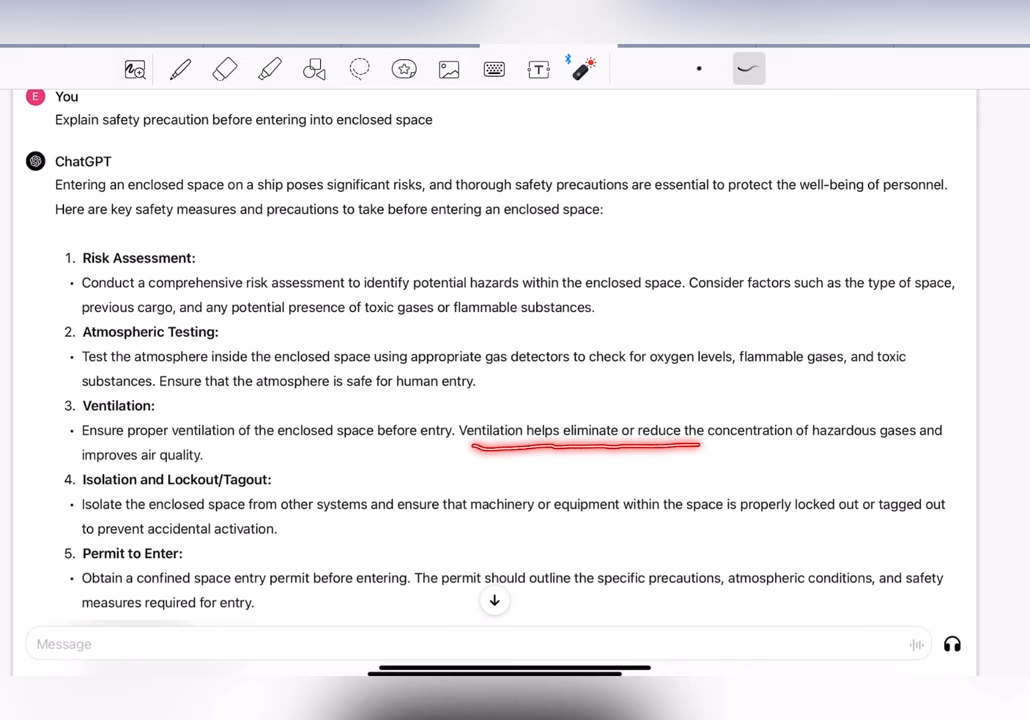 E You
Explain safety precaution before entering into enclosed space
ChatGPT
Entering an enclosed space on a ship poses significant risks, and thorough safety precautions are essential to protect the well-being of personnel.
Here are key safety measures and precautions to take before entering an enclosed space:
1. Risk Assessment:
• Conduct a comprehensive risk assessment to identify potential hazards within the enclosed space. Consider factors such as the type of space,
previous cargo, and any potential presence of toxic gases or flammable substances.
2. Atmospheric Testing:
• Test the atmosphere inside the enclosed space using appropriate gas detectors to check for oxygen levels, flammable gases, and toxic
substances. Ensure that the atmosphere is safe for human entry.
3. Ventilation:
• Ensure proper ventilation of the enclosed space before entry. Ventilation helps eliminate or reduce the concentration of hazardous gases and
improves air quality.
4. Isolation and Lockout/Tagout:
• Isolate the enclosed space from other systems and ensure that machinery or equipment within the space is properly locked out or tagged out
to prevent accidental activation.
5. Permit to Enter:
• Obtain a confined space entry permit before entering. The permit should outline the specific precautions, atmospheric conditions, and safety
measures required for entry.
Message